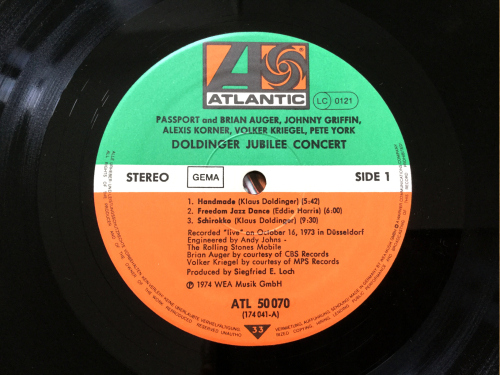 ATLANTIC
LC 0121
PASSPORT and BRIAN AUGER, JOHNNY GRIFFIN,
ALEXIS KORNER, VOLKER KRIEGEL, PETE YORK
DOLDINGER JUBILEE CONCERT
STEREO
GEMA
SIDE 1
1. Handmade (Klaus Doldinger) (5:42)
2. Freedom Jazz Dance (Eddie Harris) (6:00)
3. Schirokko (Klaus Doldinger) (9:30)
Recorded "live" on October 16, 1973 in Düsseldorf
Engineered by Andy Johns -
The Rolling Stones Mobile
Brian Auger by courtesy of CBS Records
Volker Kriegel by courtesy of MPS Records
Produced by Siegfried E. Loch
℗ 1974 WEA Musik GmbH
ATL 50 070
(174 041-A)
33